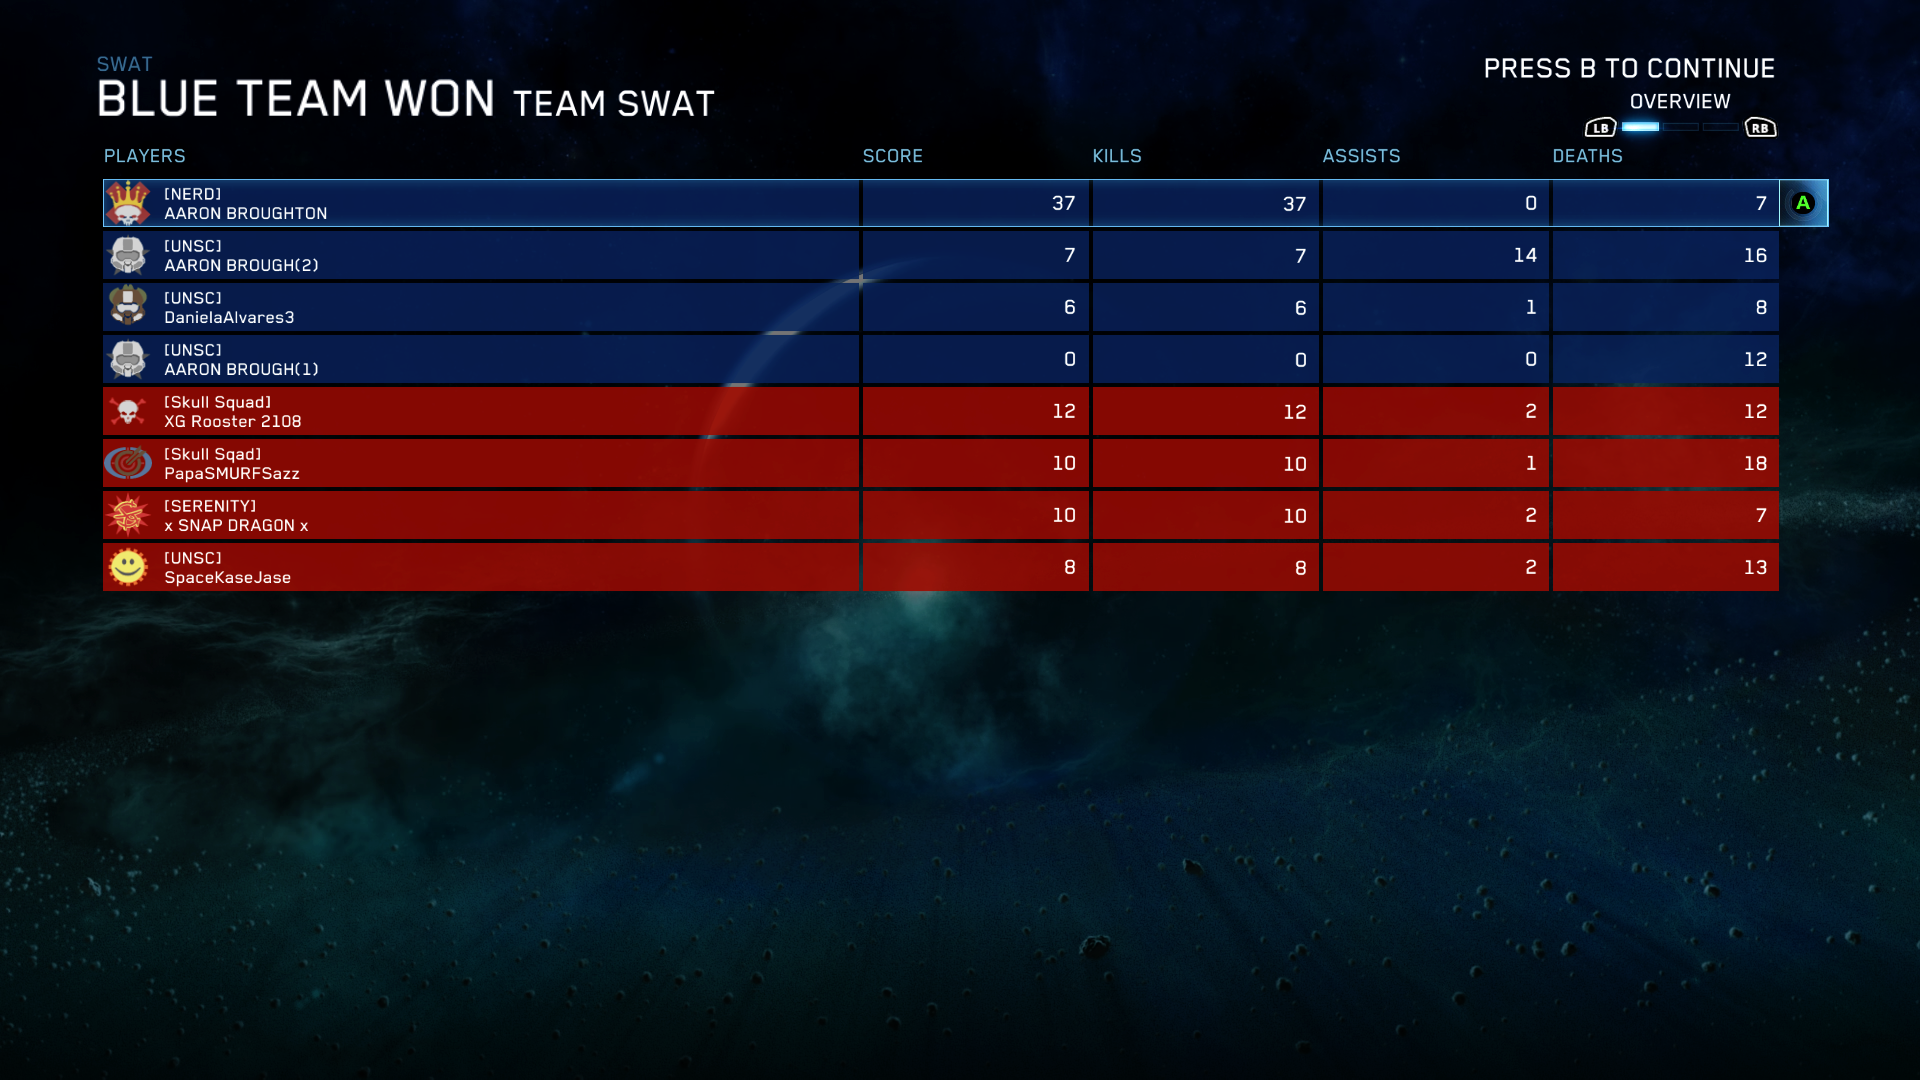 SWAT
BLUE TEAM WON TEAM SWAT
PRESS B TO CONTINUE
OVERVIEW
LB RB
PLAYERS SCORE KILLS ASSISTS DEATHS
[NERD]
AARON BROUGHTON 37 37 0 7 A
[UNSC]
AARON BROUGH(2) 7 7 14 16
[UNSC]
DanielaAlvares3 6 6 1 8
[UNSC]
AARON BROUGH(1) 0 0 0 12
[Skull Squad]
XG Rooster 2108 12 12 2 12
[Skull Sqad]
PapaSMURFSazz 10 10 1 18
[SERENITY]
x SNAP DRAGON x 10 10 2 7
[UNSC]
SpaceKaseJase 8 8 2 13